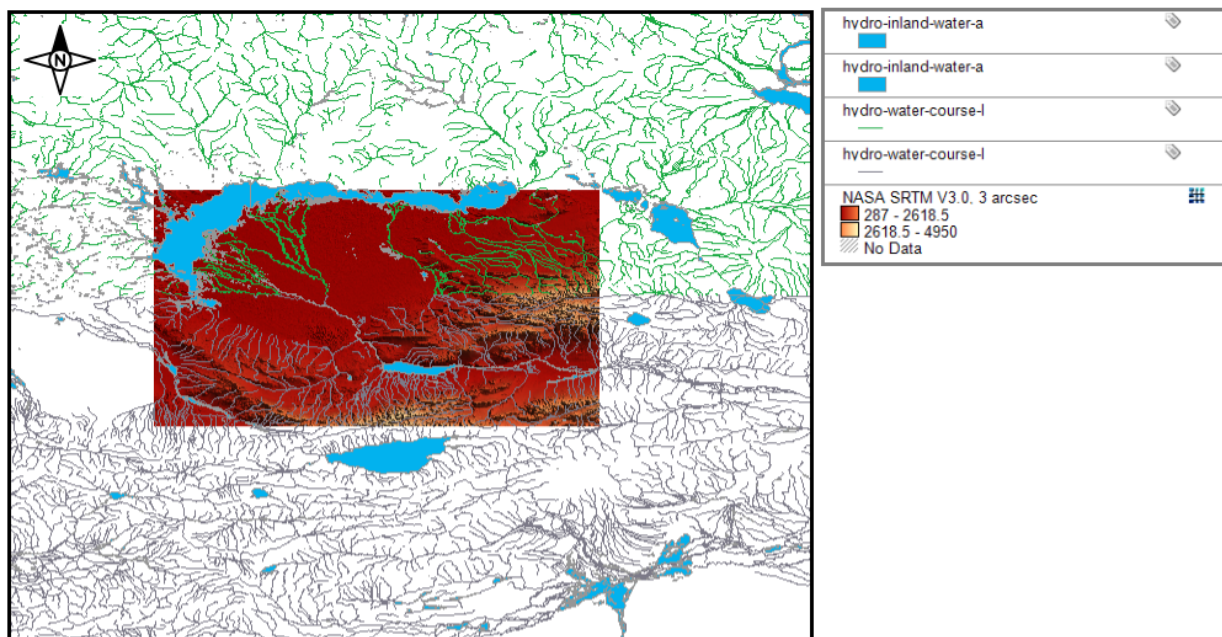 N
hydro-inland-water-a
hydro-inland-water-a
hydro-water-course-l
hydro-water-course-l
NASA SRTM V3.0, 3 arcsec
287 - 2618.5
2618.5 - 4950
No Data